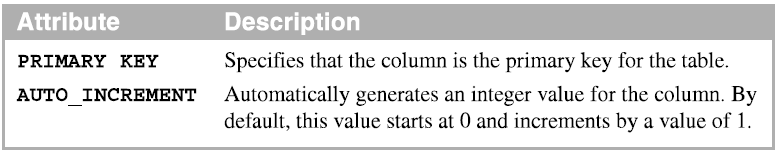 Attribute Description
PRIMARY KEY Specifies that the column is the primary key for the table.
AUTO_INCREMENT Automatically generates an integer value for the column. By
default, this value starts at 0 and increments by a value of 1.